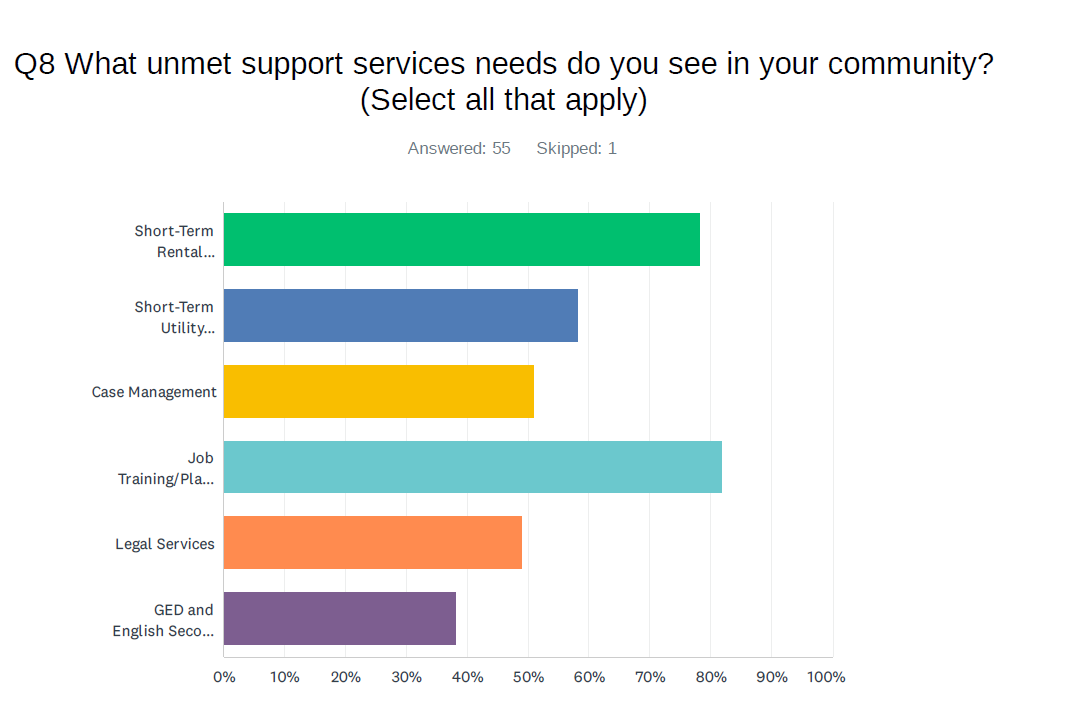 Q8 What unmet support services needs do you see in your community?
(Select all that apply)
Answered: 55 Skipped: 1
Short-Term
Rental...
Short-Term
Utility...
Case Management
Job
Training/Pla...
Legal Services
GED and
English Seco...
0% 10% 20% 30% 40% 50% 60% 70% 80% 90% 100%